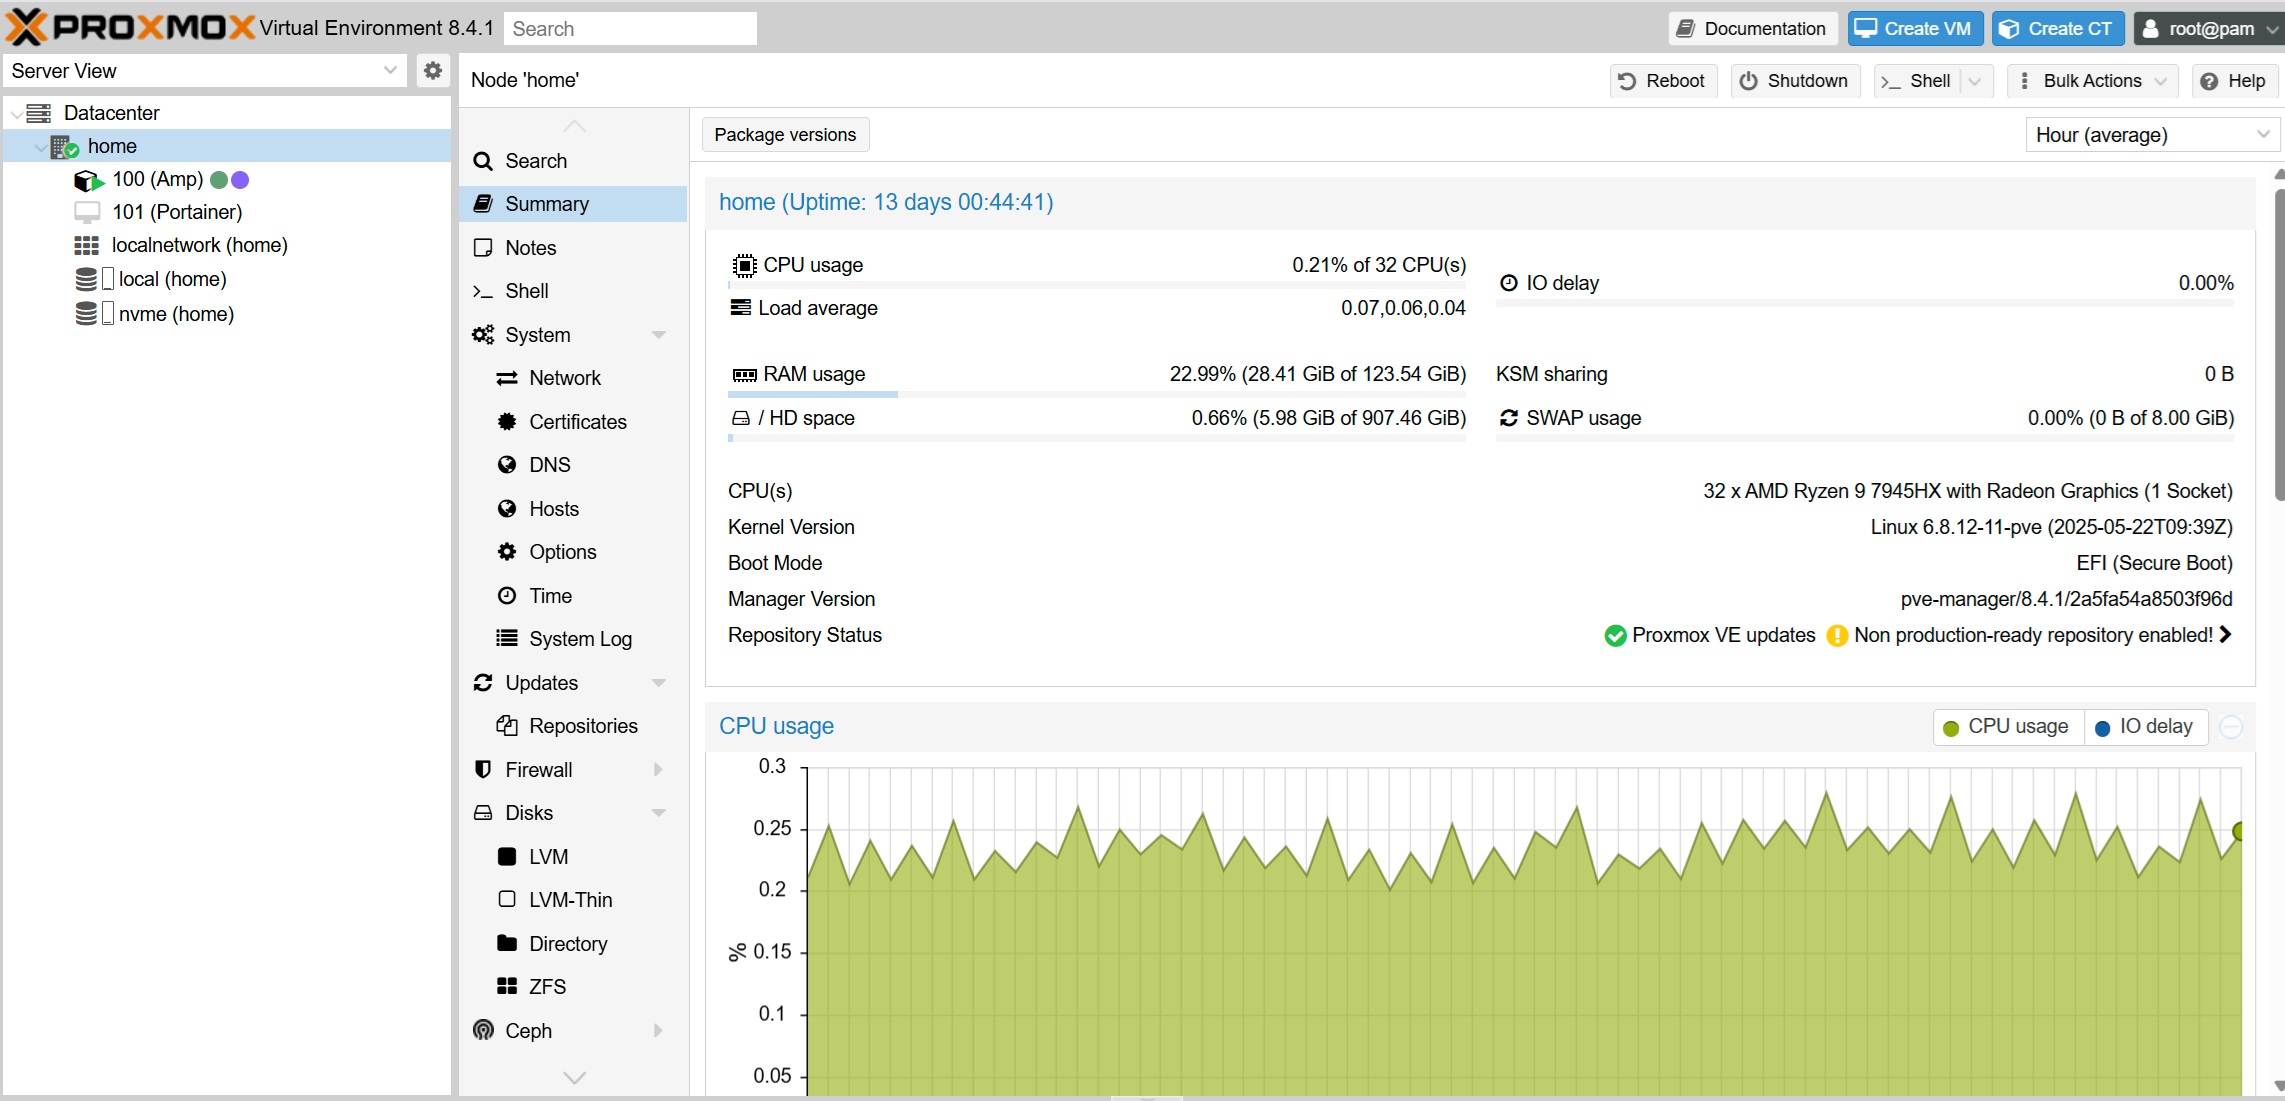 PROXMOX Virtual Environment 8.4.1 Search Documentation Create VM Create CT root@pam
Server View
Datacenter
home
100 (Amp)
101 (Portainer)
localnetwork (home)
local (home)
nvme (home)
Node 'home' Reboot Shutdown Shell Bulk Actions Help
Search
Summary
Notes
Shell
System
Network
Certificates
DNS
Hosts
Options
Time
System Log
Updates
Repositories
Firewall
Disks
LVM
LVM-Thin
Directory
ZFS
Ceph
Package versions Hour (average)
home (Uptime: 13 days 00:44:41)
CPU usage 0.21% of 32 CPU(s)
IO delay 0.00%
Load average 0.07,0.06,0.04
RAM usage 22.99% (28.41 GiB of 123.54 GiB) KSM sharing 0 B
/ HD space 0.66% (5.98 GiB of 907.46 GiB) SWAP usage 0.00% (0 B of 8.00 GiB)
CPU(s) 32 x AMD Ryzen 9 7945HX with Radeon Graphics (1 Socket)
Kernel Version Linux 6.8.12-11-pve (2025-05-22T09:39Z)
Boot Mode EFI (Secure Boot)
Manager Version pve-manager/8.4.1/2a5fa54a8503f96d
Repository Status Proxmox VE updates Non production-ready repository enabled!
CPU usage CPU usage IO delay
0.3
0.25
0.2
% 0.15
0.1
0.05